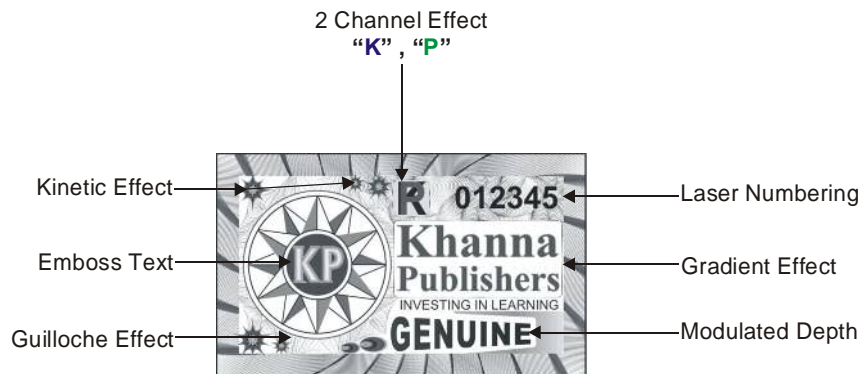 2 Channel Effect
“K” , “P”
Kinetic Effect
K
012345
Laser Numbering
Emboss Text
KP
Khanna
Publishers
Gradient Effect
INVESTING IN LEARNING
Guilloche Effect
GENUINE
Modulated Depth